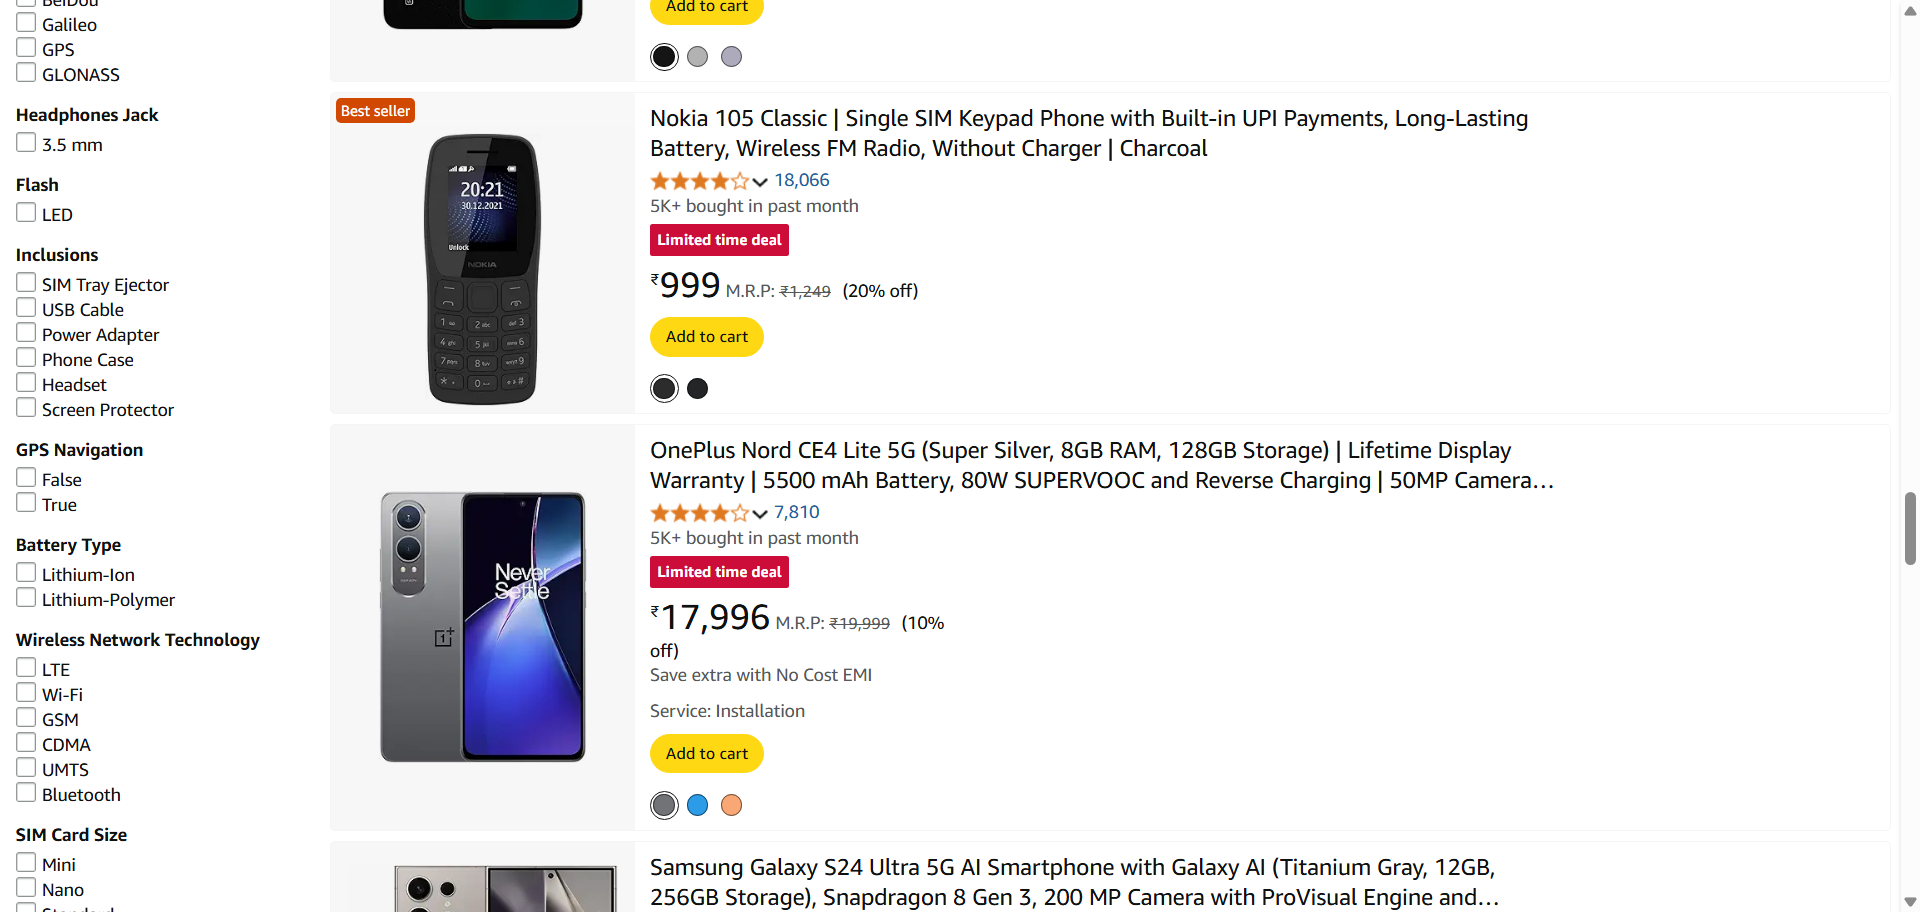 BeiDou
Galileo
GPS
GLONASS
Headphones Jack
3.5 mm
Flash
LED
Inclusions
SIM Tray Ejector
USB Cable
Power Adapter
Phone Case
Headset
Screen Protector
GPS Navigation
False
True
Battery Type
Lithium-Ion
Lithium-Polymer
Wireless Network Technology
LTE
Wi-Fi
GSM
CDMA
UMTS
Bluetooth
SIM Card Size
Mini
Nano
Add to cart
Best seller
20:21
30.12.2021
Unlock
NOKIA
Nokia 105 Classic | Single SIM Keypad Phone with Built-in UPI Payments, Long-Lasting
Battery, Wireless FM Radio, Without Charger | Charcoal
18,066
5K+ bought in past month
Limited time deal
₹999 M.R.P: ₹1,249 (20% off)
Add to cart
Never
Settle
OnePlus Nord CE4 Lite 5G (Super Silver, 8GB RAM, 128GB Storage) | Lifetime Display
Warranty | 5500 mAh Battery, 80W SUPERVOOC and Reverse Charging | 50MP Camera…
7,810
5K+ bought in past month
Limited time deal
₹17,996 M.R.P: ₹19,999 (10%
off)
Save extra with No Cost EMI
Service: Installation
Add to cart
Samsung Galaxy S24 Ultra 5G AI Smartphone with Galaxy AI (Titanium Gray, 12GB,
256GB Storage), Snapdragon 8 Gen 3, 200 MP Camera with ProVisual Engine and…